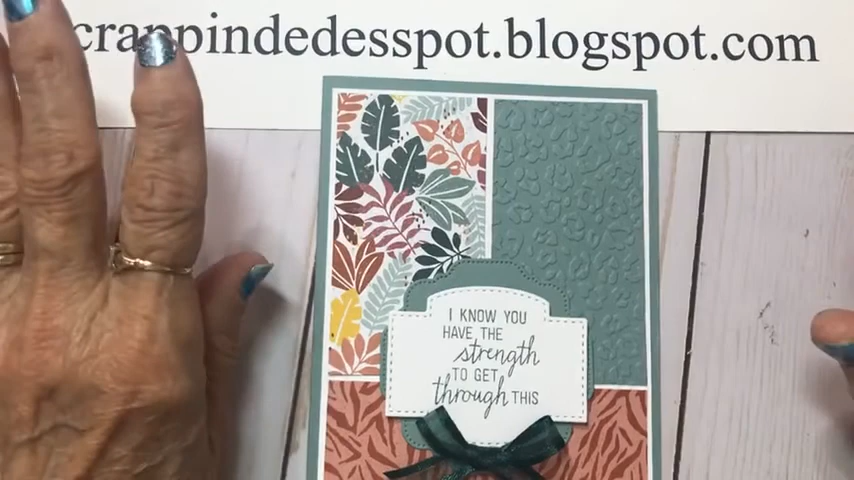 crappindedesspot.blogspot.com
I KNOW YOU
HAVE THE
strength
TO GET
through THIS